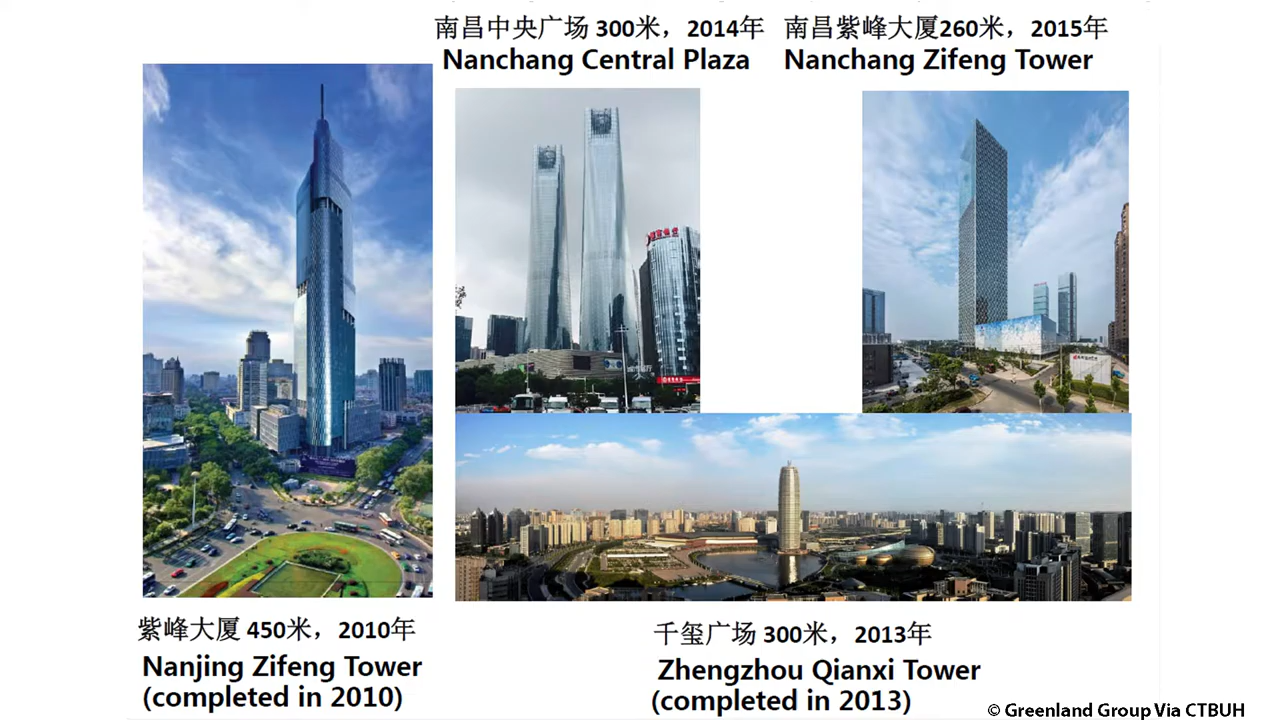 南昌中央广场 300米，2014年
Nanchang Central Plaza
南昌紫峰大厦260米，2015年
Nanchang Zifeng Tower
紫峰大厦 450米，2010年
Nanjing Zifeng Tower
(completed in 2010)
千玺广场 300米，2013年
Zhengzhou Qianxi Tower
(completed in 2013)
© Greenland Group Via CTBUH